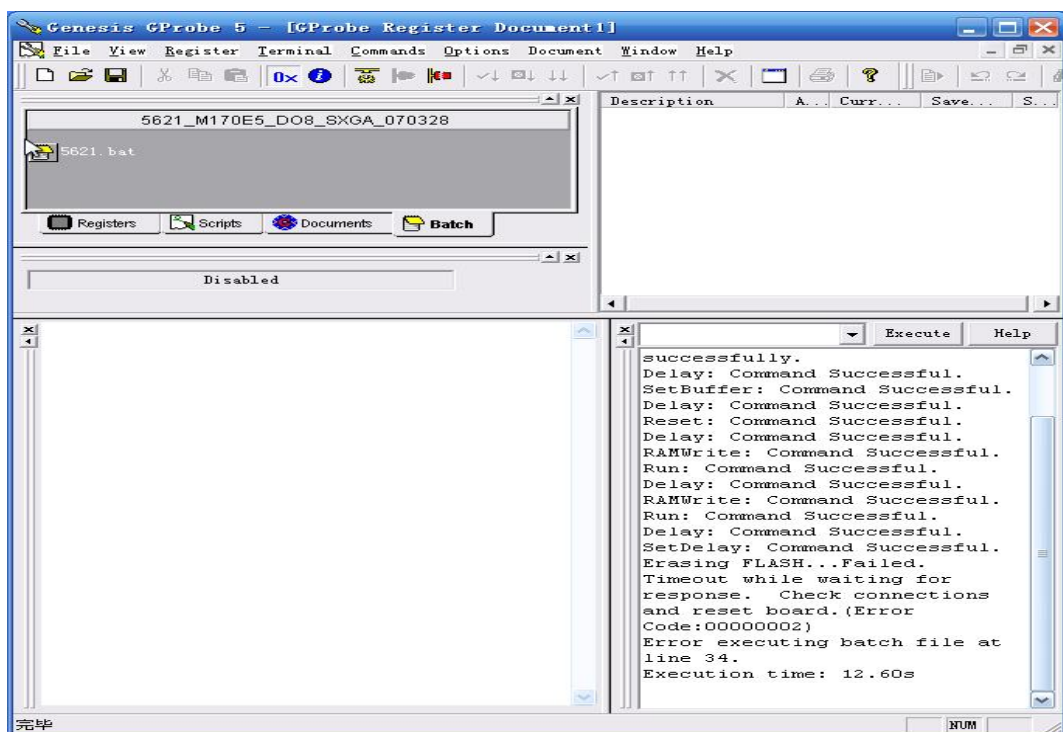 Genesis GProbe 5 - [GProbe Register Document1]
File View Register Terminal Commands Options Document Window Help
0x
Description A... Curr... Save... S...
5621_M170E5_DO8_SXGA_070328
5621.bat
Registers Scripts Documents Batch
Disabled
Execute Help
successfully.
Delay: Command Successful.
SetBuffer: Command Successful.
Delay: Command Successful.
Reset: Command Successful.
Delay: Command Successful.
RAMWrite: Command Successful.
Run: Command Successful.
Delay: Command Successful.
RAMWrite: Command Successful.
Run: Command Successful.
Delay: Command Successful.
SetDelay: Command Successful.
Erasing FLASH...Failed.
Timeout while waiting for
response. Check connections
and reset board.(Error
Code:00000002)
Error executing batch file at
line 34.
Execution time: 12.60s
完毕 NUM